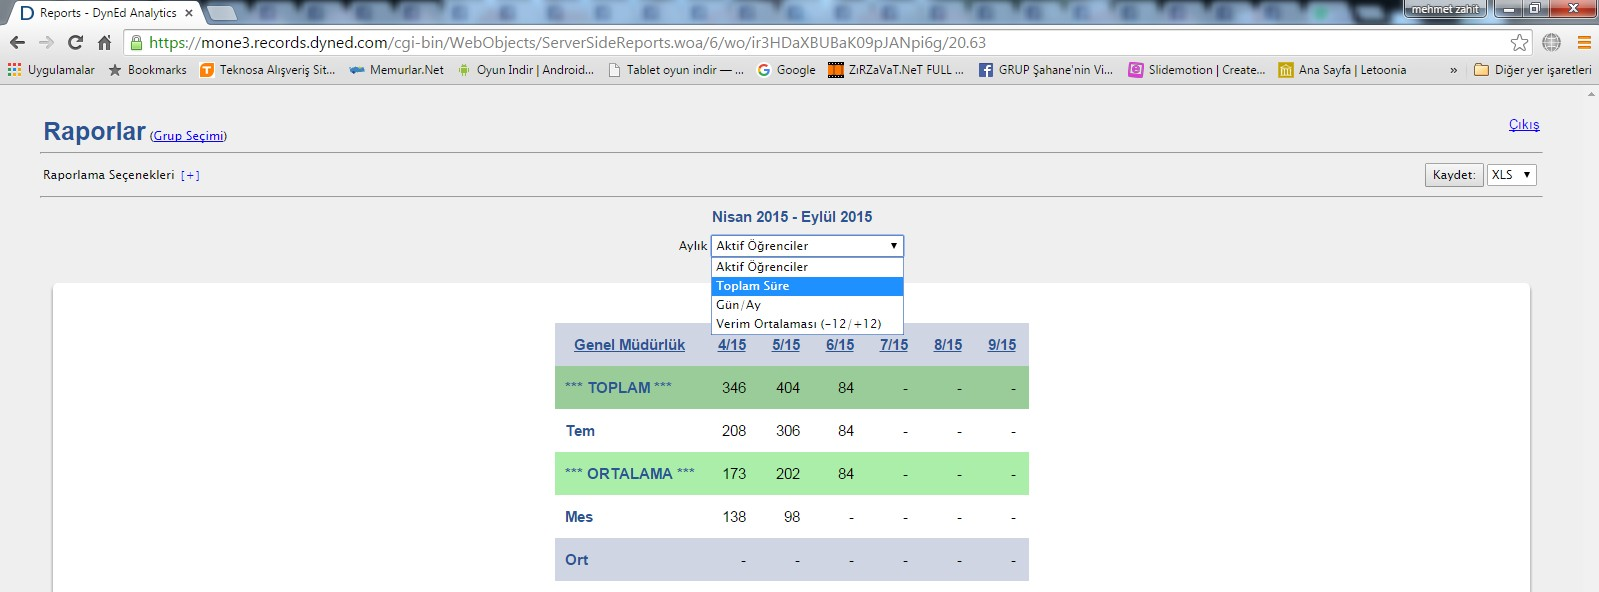 Reports - DynEd Analytics
mehmet zahit
https://mone3.records.dyned.com/cgi-bin/WebObjects/ServerSideReports.woa/6/wo/ir3HDaXBUBaK09pJANpi6g/20.63
Uygulamalar Bookmarks Teknosa Alışveriş Sit... Memurlar.Net Oyun Indir | Android... Tablet oyun indir — ... Google ZıRZaVaT.NeT FULL ... GRUP Şahane'nin Vi... Slidemotion | Create... Ana Sayfa | Letoonia » Diğer yer işaretleri
Raporlar (Grup Seçimi)
Çıkış
Raporlama Seçenekleri [+]
Kaydet: XLS
Nisan 2015 - Eylül 2015
Aylık Aktif Öğrenciler
Aktif Öğrenciler
Toplam Süre
Gün/Ay
Verim Ortalaması (-12/+12)
Genel Müdürlük 4/15 5/15 6/15 7/15 8/15 9/15
*** TOPLAM *** 346 404 84 - - -
Tem 208 306 84 - - -
*** ORTALAMA *** 173 202 84 - - -
Mes 138 98 - - - -
Ort - - - - - -